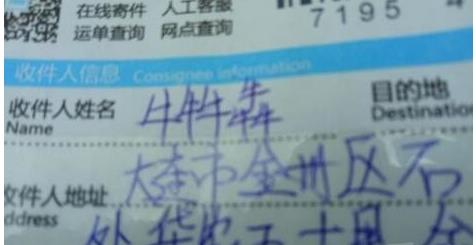 在线寄件 人工客服
运单查询 网点查询
7195
收件人信息 Consignee information
收件人姓名 牛牪犇 目的地
Name Destination
收件人地址 大连市金州区石
ddress